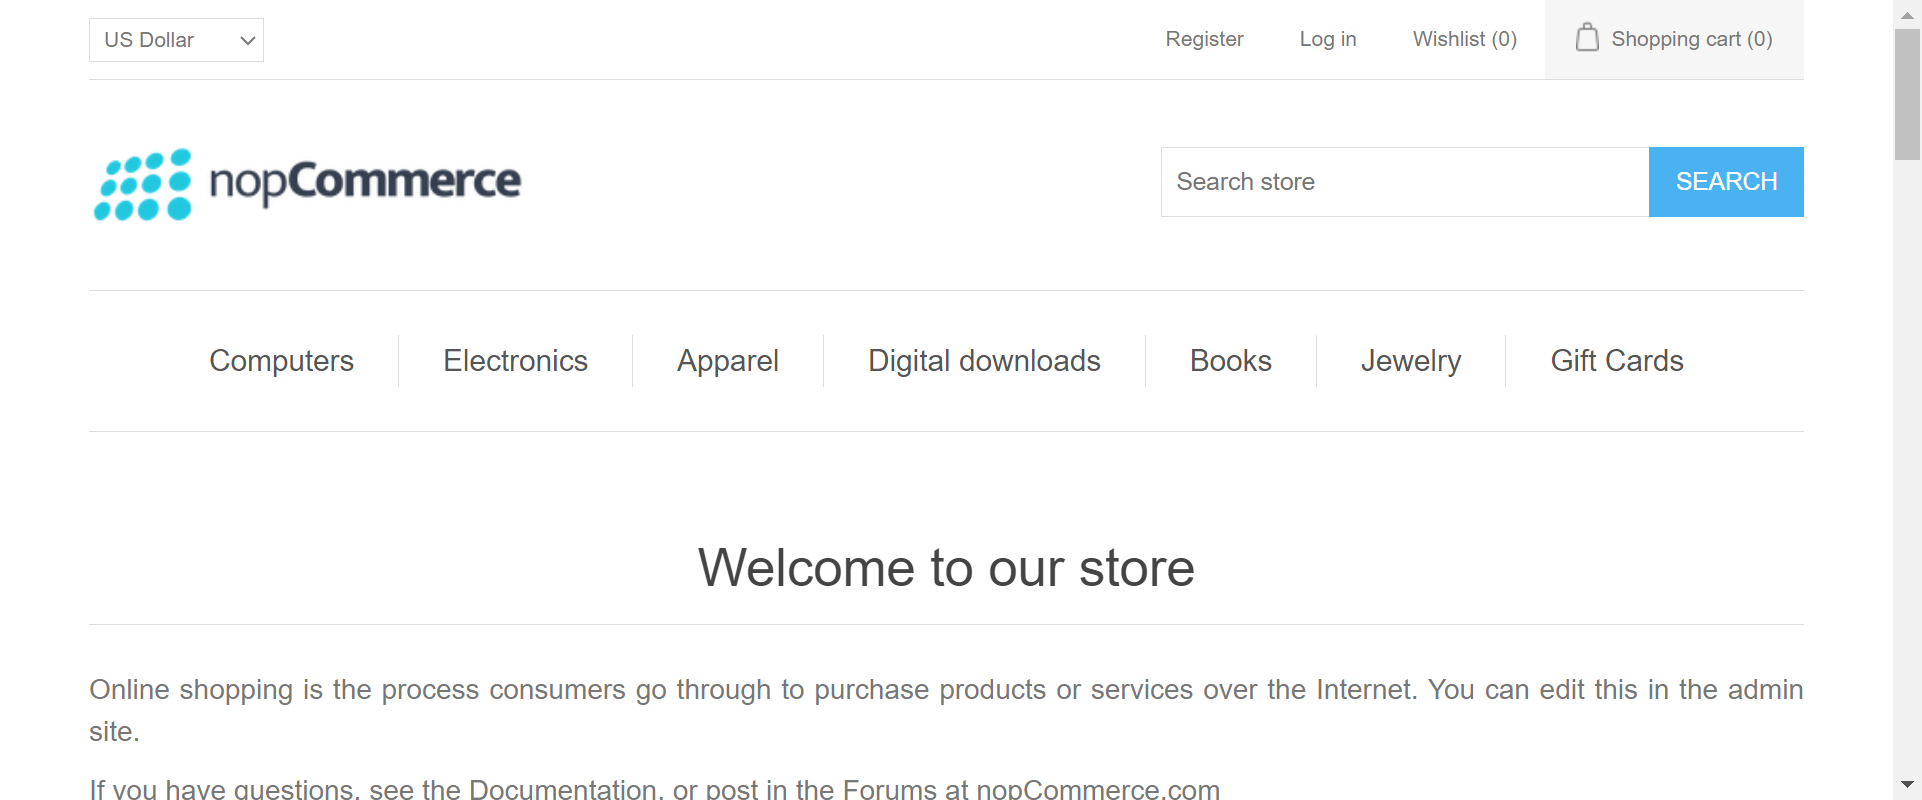 US Dollar
Register
Log in
Wishlist (0)
Shopping cart (0)
nopCommerce
Search store
SEARCH
Computers
Electronics
Apparel
Digital downloads
Books
Jewelry
Gift Cards
Welcome to our store
Online shopping is the process consumers go through to purchase products or services over the Internet. You can edit this in the admin
site.
If you have questions, see the Documentation, or post in the Forums at nopCommerce.com